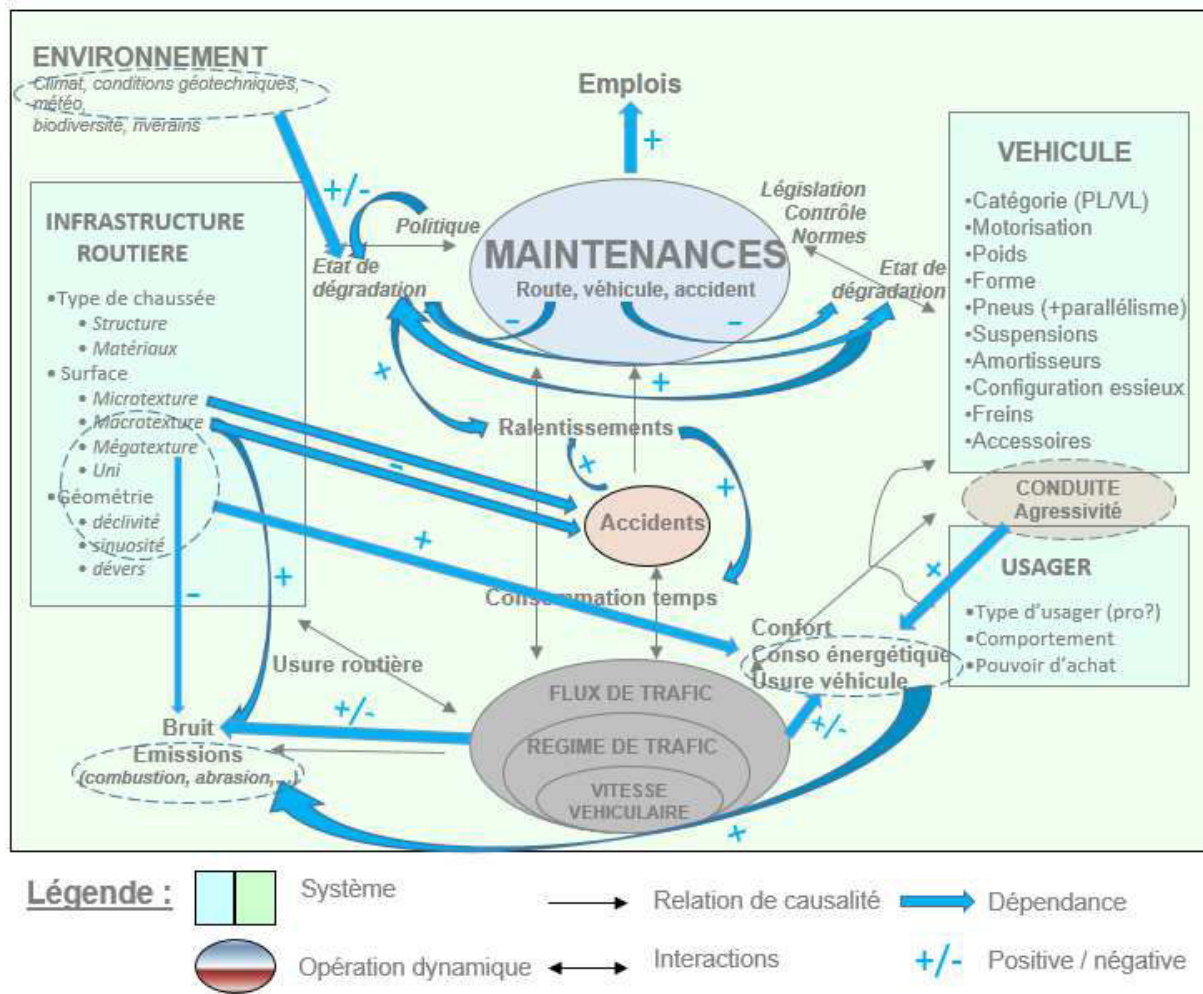 ENVIRONNEMENT
Climat, conditions géotechniques,
météo,
biodiversité, riverains
+/-
INFRASTRUCTURE
ROUTIERE
•Type de chaussée
• Structure
• Matériaux
• Surface
• Microtexture
• Macrotexture
• Mégatexture
• Uni
•Géométrie
• déclivité
• sinuosité
• dévers
Emplois
+
Politique
Etat de
dégradation
MAINTENANCES
Route, véhicule, accident
-
-
+
Législation
Contrôle
Normes
Etat de
dégradation
VEHICULE
•Catégorie (PL/VL)
•Motorisation
•Poids
•Forme
•Pneus (+parallélisme)
•Suspensions
•Amortisseurs
•Configuration essieux
•Freins
•Accessoires
+
Ralentissements
+
+
-
Accidents
+
Consommation temps
CONDUITE
Agressivité
+
USAGER
•Type d'usager (pro?)
•Comportement
•Pouvoir d'achat
Confort
Conso énergétique
Usure véhicule
+/-
-
+
Usure routière
+/-
Bruit
Emissions
(combustion, abrasion,...)
FLUX DE TRAFIC
REGIME DE TRAFIC
VITESSE
VEHICULAIRE
+
Légende :
Système
Relation de causalité
Dépendance
Opération dynamique
Interactions
+/-
Positive / négative